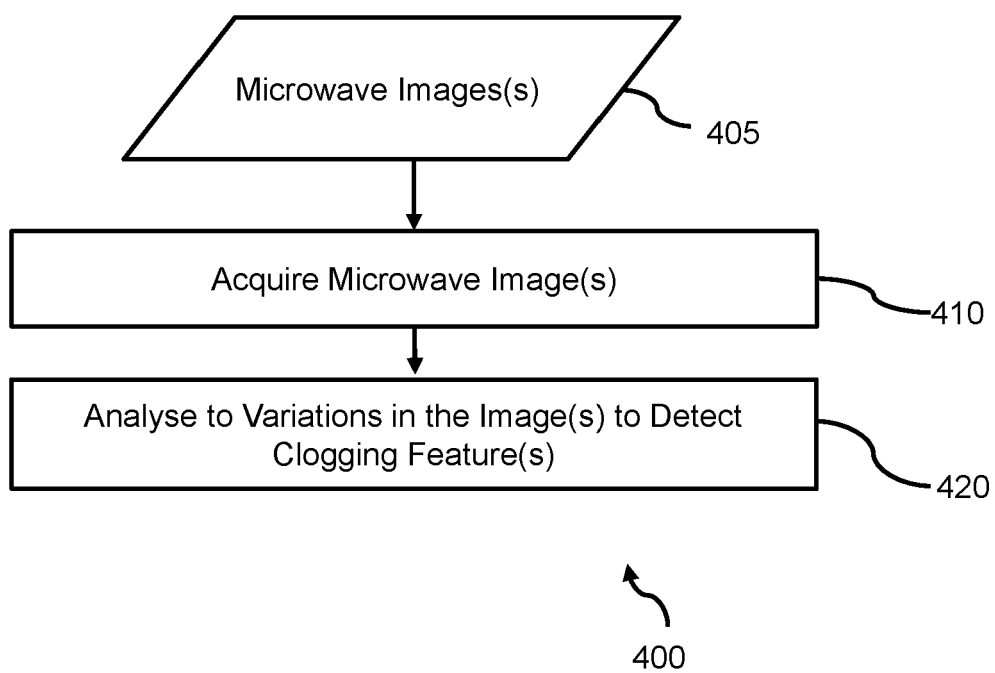 Microwave Images(s)
405
Acquire Microwave Image(s)
410
Analyse to Variations in the Image(s) to Detect
Clogging Feature(s)
420
400